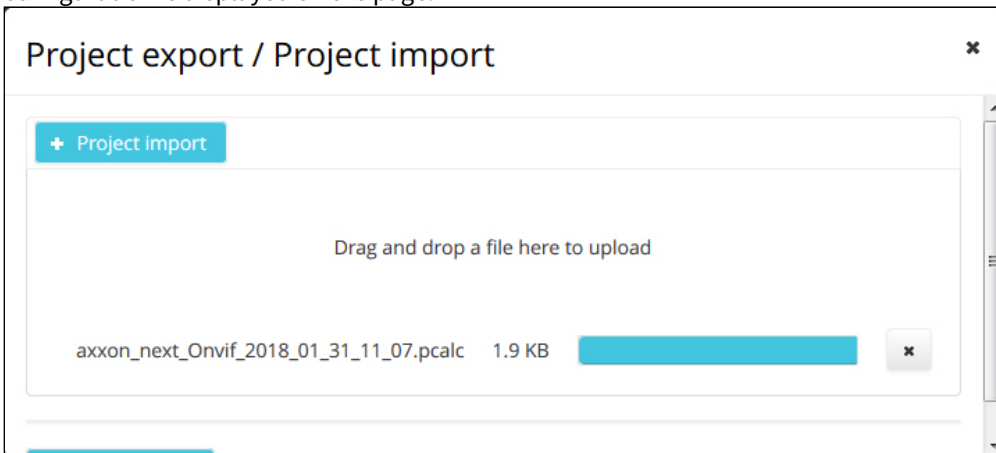 Project export / Project import
Project import
Drag and drop a file here to upload
axxon_next_Onvif_2018_01_31_11_07.pcalc 1.9 KB